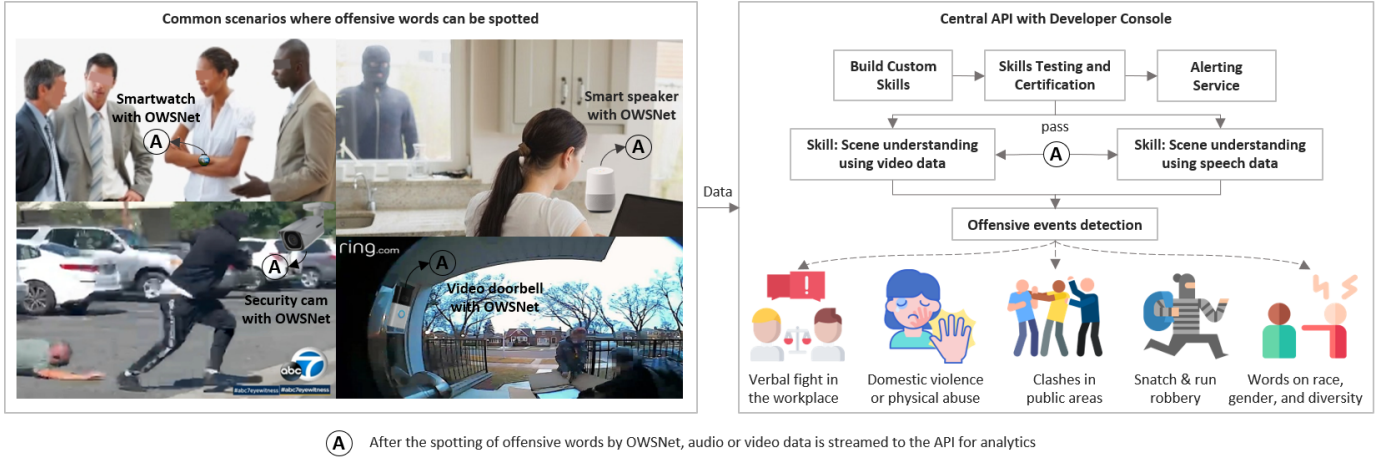 Common scenarios where offensive words can be spotted
Smartwatch
with OWSNet
A
Smart speaker
with OWSNet
A
A
Security cam
with OWSNet
abc 7
#abc7eyewitness
#abc7eyewitness
ring.com
A
Video doorbell
with OWSNet
Data
Central API with Developer Console
Build Custom
Skills
Skills Testing and
Certification
Alerting
Service
pass
Skill: Scene understanding
using video data
A
Skill: Scene understanding
using speech data
Offensive events detection
!
Verbal fight in
the workplace
Domestic violence
or physical abuse
Clashes in
public areas
Snatch & run
robbery
Words on race,
gender, and diversity
A After the spotting of offensive words by OWSNet, audio or video data is streamed to the API for analytics